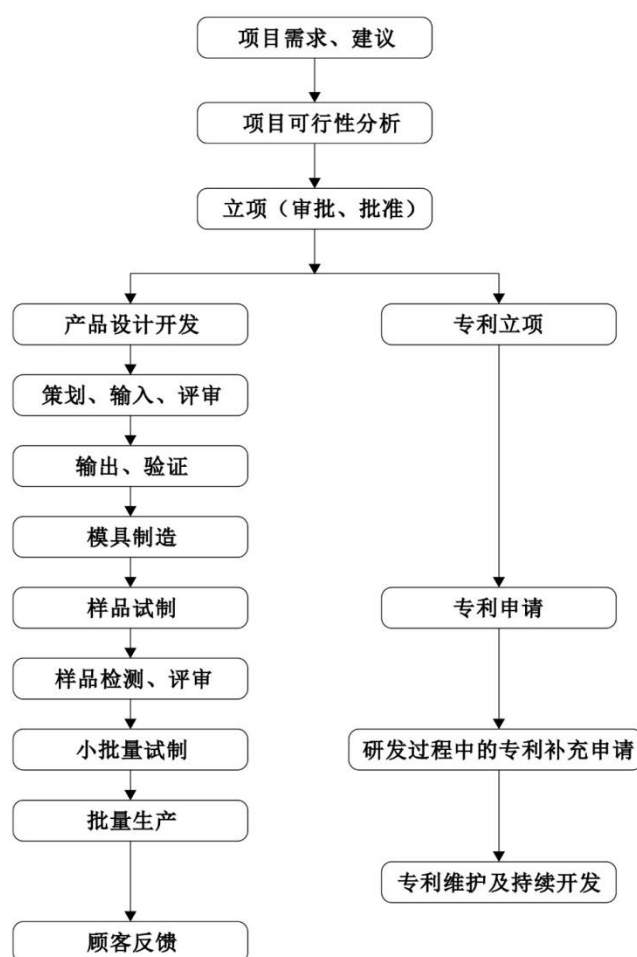 项目需求、建议
项目可行性分析
立项（审批、批准）
产品设计开发
专利立项
策划、输入、评审
输出、验证
模具制造
样品试制
专利申请
样品检测、评审
小批量试制
研发过程中的专利补充申请
批量生产
专利维护及持续开发
顾客反馈